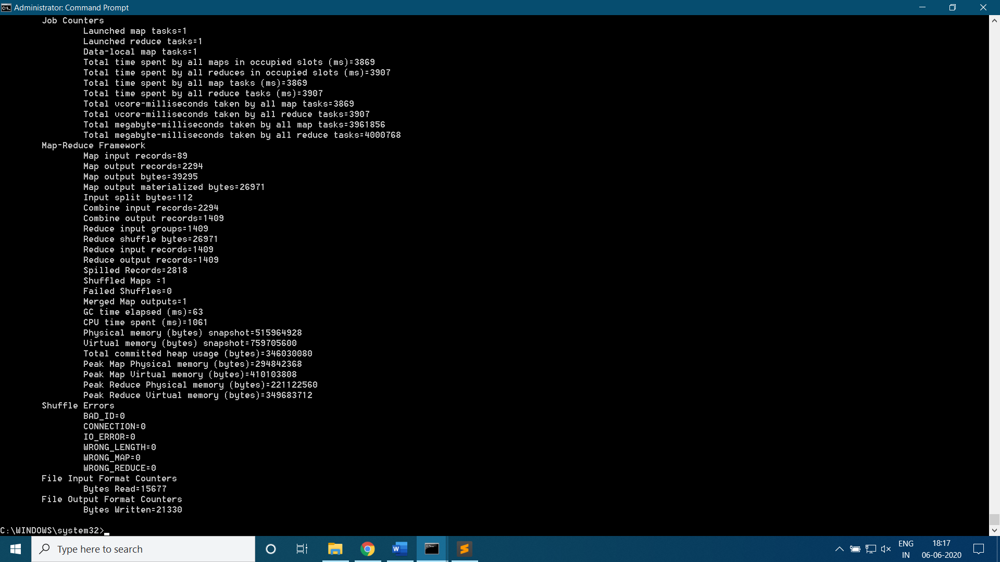 Administrator: Command Prompt
Job Counters
Launched map tasks=1
Launched reduce tasks=1
Data-local map tasks=1
Total time spent by all maps in occupied slots (ms)=3869
Total time spent by all reduces in occupied slots (ms)=3907
Total time spent by all map tasks (ms)=3869
Total time spent by all reduce tasks (ms)=3907
Total vcore-milliseconds taken by all map tasks=3869
Total vcore-milliseconds taken by all reduce tasks=3907
Total megabyte-milliseconds taken by all map tasks=3961856
Total megabyte-milliseconds taken by all reduce tasks=4000768
Map-Reduce Framework
Map input records=89
Map output records=2294
Map output bytes=39295
Map output materialized bytes=26971
Input split bytes=112
Combine input records=2294
Combine output records=1409
Reduce input groups=1409
Reduce shuffle bytes=26971
Reduce input records=1409
Reduce output records=1409
Spilled Records=2818
Shuffled Maps =1
Failed Shuffles=0
Merged Map outputs=1
GC time elapsed (ms)=63
CPU time spent (ms)=1061
Physical memory (bytes) snapshot=515964928
Virtual memory (bytes) snapshot=759705600
Total committed heap usage (bytes)=346030080
Peak Map Physical memory (bytes)=294842368
Peak Map Virtual memory (bytes)=410103808
Peak Reduce Physical memory (bytes)=221122560
Peak Reduce Virtual memory (bytes)=349683712
Shuffle Errors
BAD_ID=0
CONNECTION=0
IO_ERROR=0
WRONG_LENGTH=0
WRONG_MAP=0
WRONG_REDUCE=0
File Input Format Counters
Bytes Read=15677
File Output Format Counters
Bytes Written=21330
C:\WINDOWS\system32>
Type here to search
ENG
IN
18:17
06-06-2020